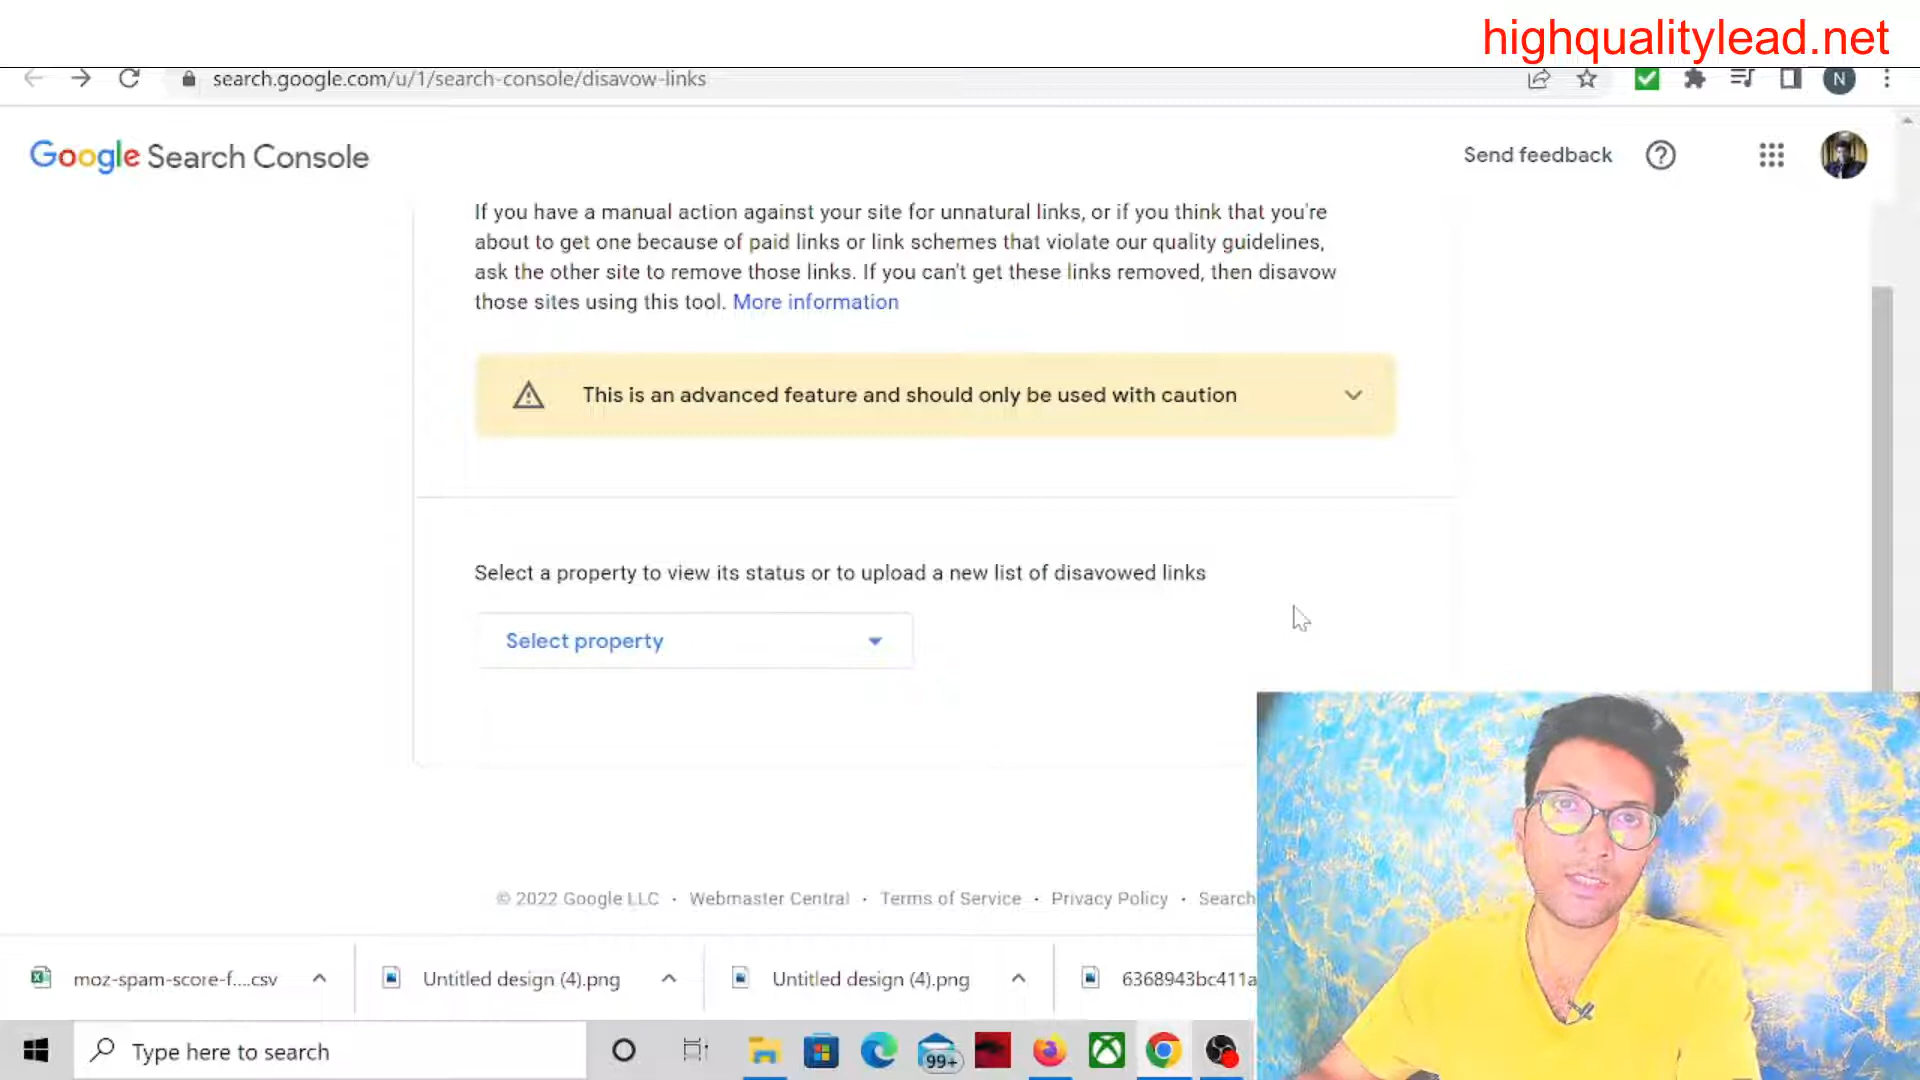 highqualitylead.net
search.google.com/u/1/search-console/disavow-links
N
Google Search Console
Send feedback
If you have a manual action against your site for unnatural links, or if you think that you're
about to get one because of paid links or link schemes that violate our quality guidelines,
ask the other site to remove those links. If you can't get these links removed, then disavow
those sites using this tool. More information
This is an advanced feature and should only be used with caution
Select a property to view its status or to upload a new list of disavowed links
Select property
© 2022 Google LLC · Webmaster Central · Terms of Service · Privacy Policy · Search
moz-spam-score-f....csv
Untitled design (4).png
Untitled design (4).png
6368943bc411a
Type here to search
99+